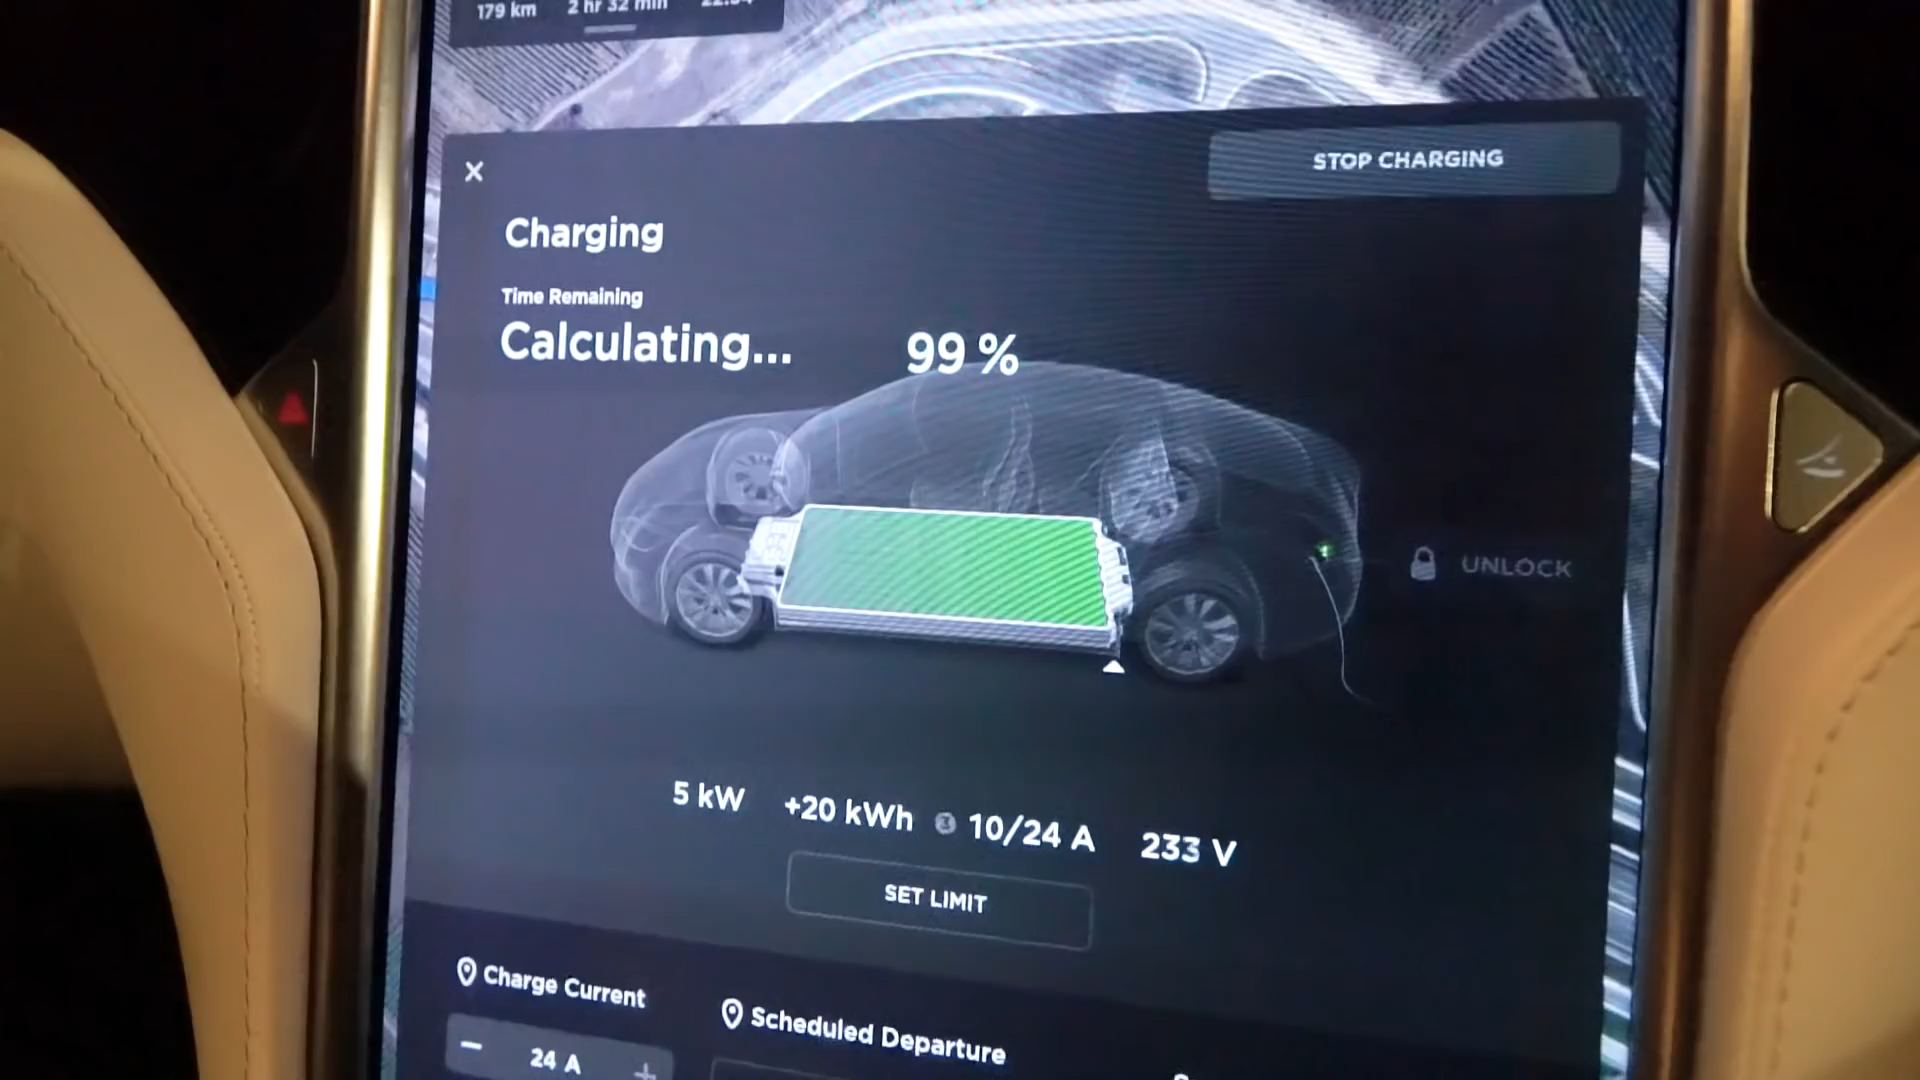 179 km 2 hr 32 min
STOP CHARGING
Charging
Time Remaining
Calculating...
99 %
UNLOCK
5 kW +20 kWh 3 10/24 A 233 V
SET LIMIT
Charge Current
Scheduled Departure
24 A